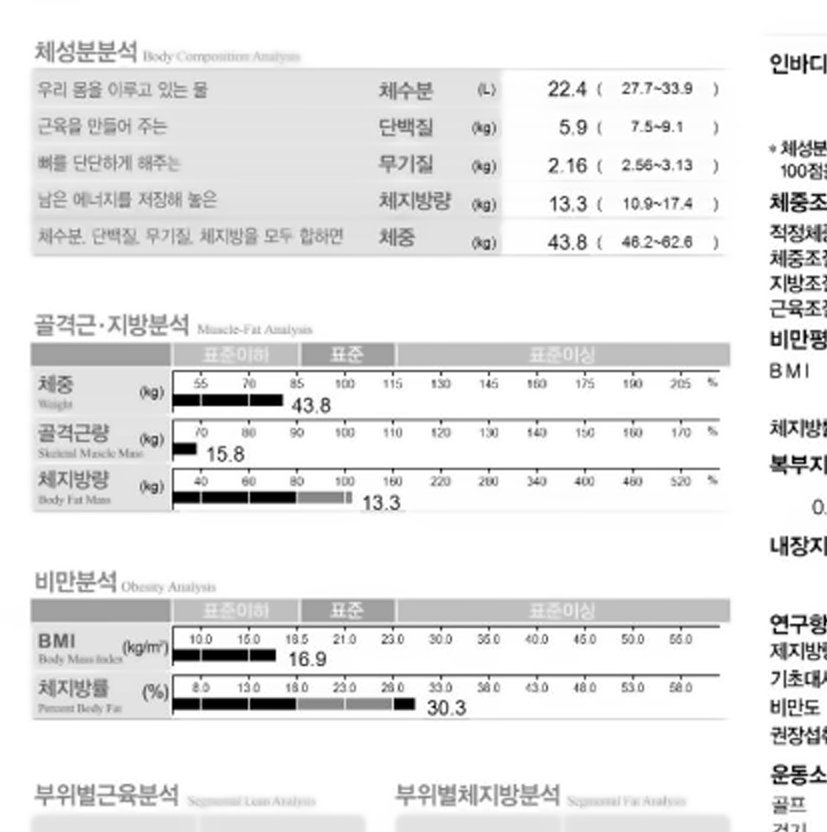 체성분분석 Body Composition Analysis
우리 몸을 이루고 있는 물 체수분 (L) 22.4 ( 27.7~33.9 )
근육을 만들어 주는 단백질 (kg) 5.9 ( 7.5~9.1 )
뼈를 단단하게 해주는 무기질 (kg) 2.16 ( 2.56~3.13 )
남은 에너지를 저장해 놓은 체지방량 (kg) 13.3 ( 10.9~17.4 )
체수분, 단백질, 무기질, 체지방을 모두 합하면 체중 (kg) 43.8 ( 46.2~62.6 )
골격근·지방분석 Muscle-Fat Analysis
표준이하 표준 표준이상
체중 (kg) 55 70 85 100 115 130 145 160 175 190 205 %
Weight 43.8
골격근량 (kg) 70 80 90 100 110 120 130 140 150 160 170 %
Skeletal Muscle Mass 15.8
체지방량 (kg) 40 60 80 100 160 220 280 340 400 460 520 %
Body Fat Mass 13.3
비만분석 Obesity Analysis
표준이하 표준 표준이상
BMI (kg/m²) 10.0 15.0 18.5 21.0 23.0 30.0 35.0 40.0 45.0 50.0 55.0
Body Mass Index 16.9
체지방률 (%) 8.0 13.0 18.0 23.0 28.0 33.0 38.0 43.0 48.0 53.0 58.0
Percent Body Fat 30.3
부위별근육분석 Segmental Lean Analysis
부위별체지방분석 Segmental Fat Analysis
인바디
* 체성분
100점
체중조
적정체
체중조
지방조
근육조
비만평
BMI
체지방
복부지
0.
내장지
연구항
제지방
기초대
비만도
권장섭
운동소
골프
걷기